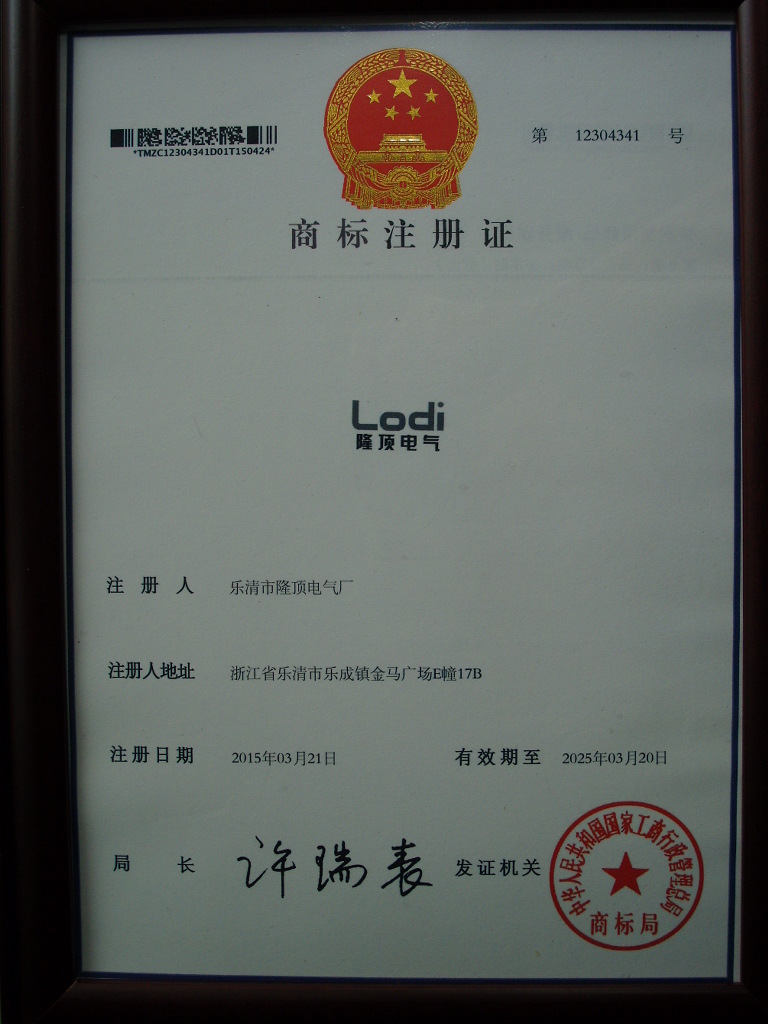 *TMZC12304341D01T150424*
第 12304341 号
商标注册证
Lodi
隆顶电气
注册人 乐清市隆顶电气厂
注册人地址 浙江省乐清市乐成镇金马广场E幢17B
注册日期 2015年03月21日 有效期至 2025年03月20日
局长 许瑞表 发证机关
中华人民共和国国家工商行政管理总局
商标局